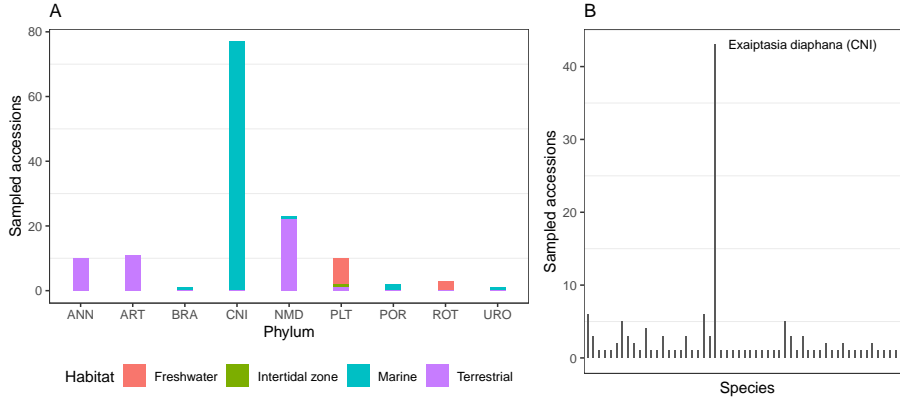 A
Sampled accessions
80
60
40
20
0
ANN ART BRA CNI NMD PLT POR ROT URO
Phylum
Habitat Freshwater Intertidal zone Marine Terrestrial
B
Exaiptasia diaphana (CNI)
Sampled accessions
40
30
20
10
0
Species